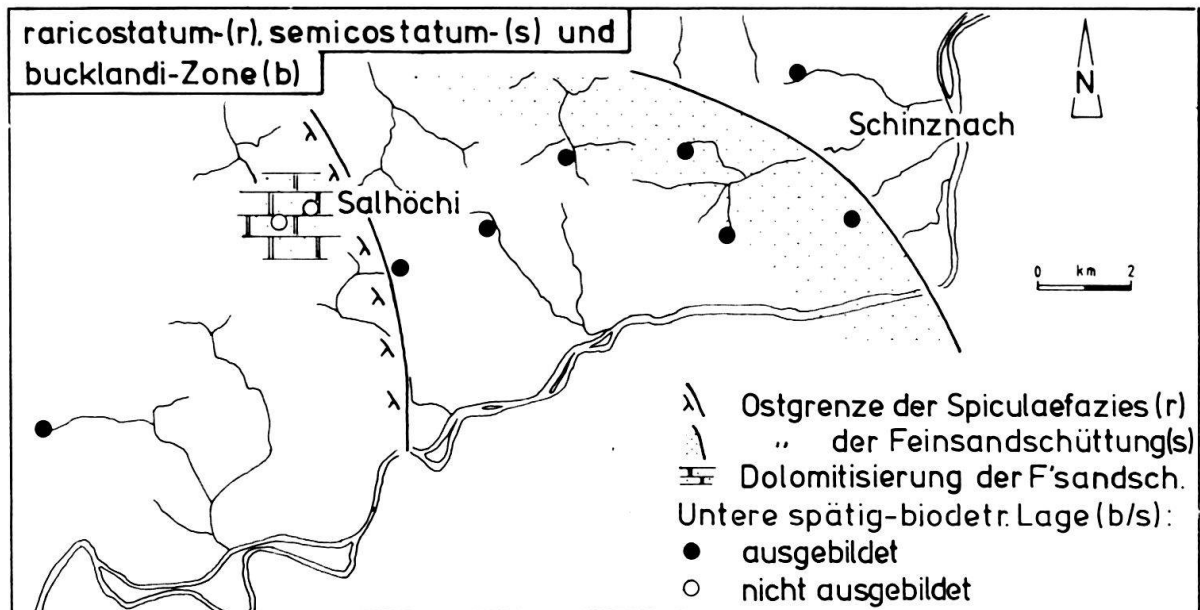 raricostatum-(r), semicostatum-(s) und
bucklandi-Zone (b)
N
Schinznach
Salhöchi
0 km 2
λ Ostgrenze der Spiculaefazies (r)
„ der Feinsandschüttung(s)
Dolomitisierung der F'sandsch.
Untere spätig-biodetr. Lage (b/s):
ausgebildet
nicht ausgebildet